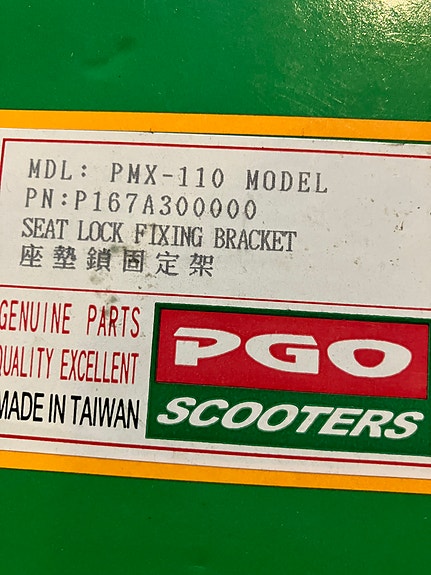 MDL: PMX-110 MODEL
PN:P167A300000
SEAT LOCK FIXING BRACKET
座墊鎖固定架
GENUINE PARTS
QUALITY EXCELLENT
MADE IN TAIWAN
PGO
SCOOTERS